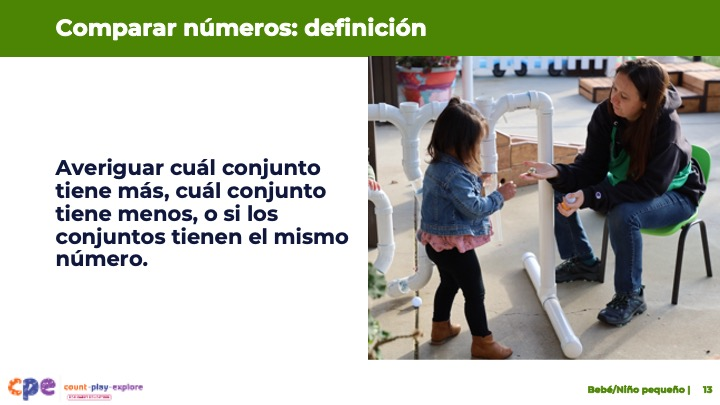 Comparar números: definición
Averiguar cuál conjunto
tiene más, cuál conjunto
tiene menos, o si los
conjuntos tienen el mismo
número.
cpe count-play-explore
Bebé/Niño pequeño | 13